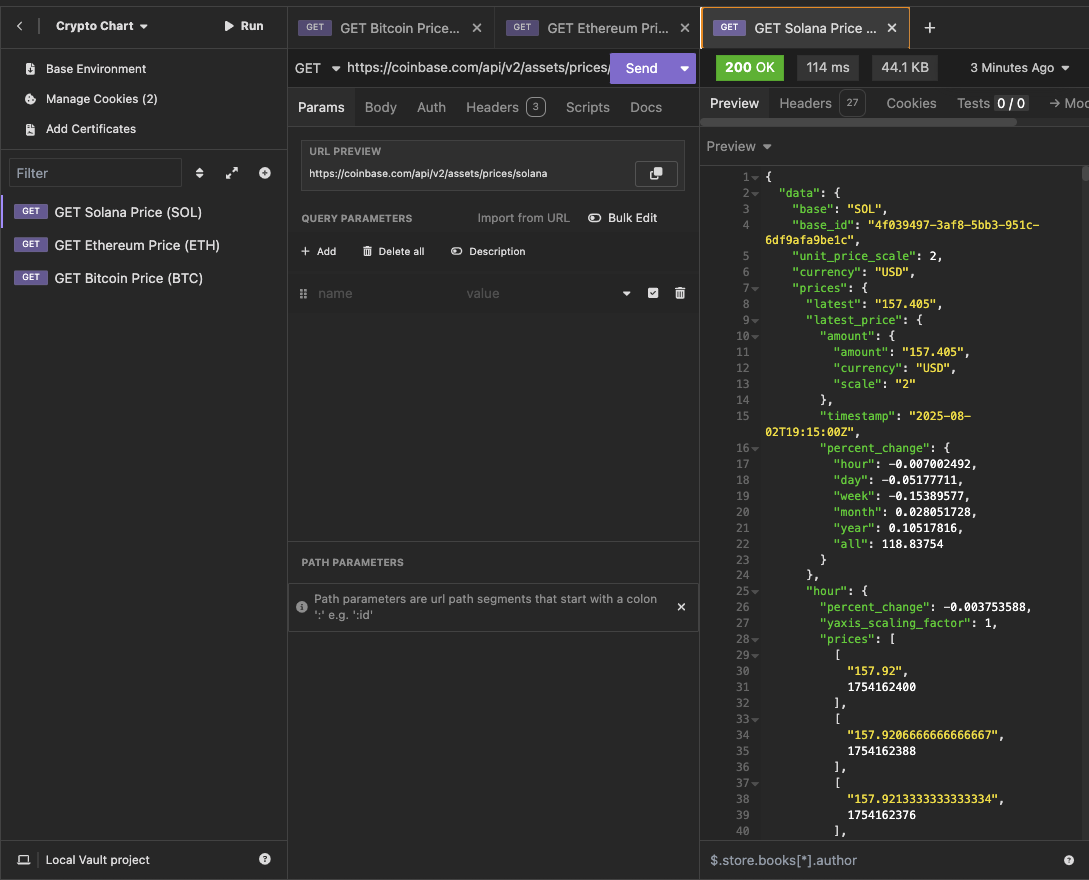 Crypto Chart
Run
Base Environment
Manage Cookies (2)
Add Certificates
Filter
GET GET Solana Price (SOL)
GET GET Ethereum Price (ETH)
GET GET Bitcoin Price (BTC)
Local Vault project
GET GET Bitcoin Price...
GET GET Ethereum Pri...
GET GET Solana Price ...
GET https://coinbase.com/api/v2/assets/prices/
Send
Params Body Auth Headers 3 Scripts Docs
URL PREVIEW
https://coinbase.com/api/v2/assets/prices/solana
QUERY PARAMETERS Import from URL Bulk Edit
Add Delete all Description
name value
PATH PARAMETERS
Path parameters are url path segments that start with a colon
':' e.g. ':id'
200 OK 114 ms 44.1 KB 3 Minutes Ago
Preview Headers 27 Cookies Tests 0 / 0 → Moc
Preview
1 {
2 "data": {
3 "base": "SOL",
4 "base_id": "4f039497-3af8-5bb3-951c-
6df9afa9be1c",
5 "unit_price_scale": 2,
6 "currency": "USD",
7 "prices": {
8 "latest": "157.405",
9 "latest_price": {
10 "amount": {
11 "amount": "157.405",
12 "currency": "USD",
13 "scale": "2"
14 },
15 "timestamp": "2025-08-
02T19:15:00Z",
16 "percent_change": {
17 "hour": -0.007002492,
18 "day": -0.05177711,
19 "week": -0.15389577,
20 "month": 0.028051728,
21 "year": 0.10517816,
22 "all": 118.83754
23 }
24 },
25 "hour": {
26 "percent_change": -0.003753588,
27 "yaxis_scaling_factor": 1,
28 "prices": [
29 [
30 "157.92",
31 1754162400
32 ],
33 [
34 "157.9206666666666667",
35 1754162388
36 ],
37 [
38 "157.9213333333333334",
39 1754162376
40 ],
$.store.books[*].author